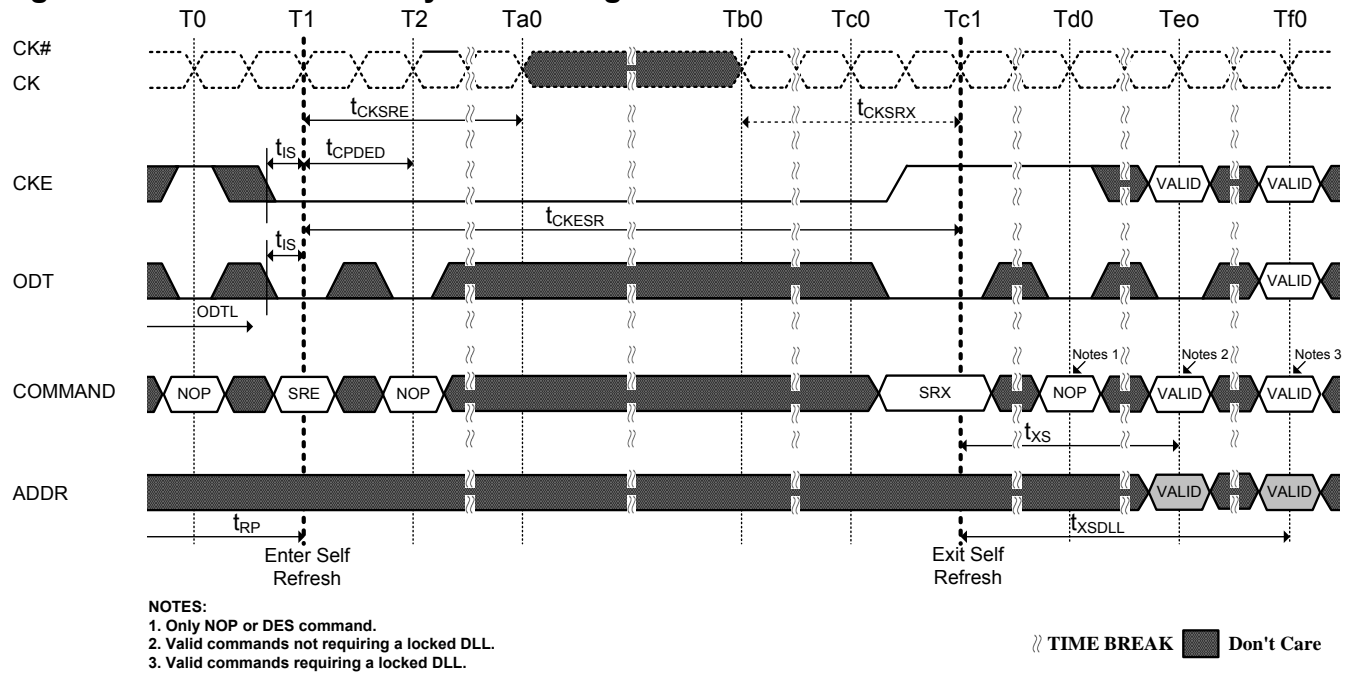 T0 T1 T2 Ta0 Tb0 Tc0 Tc1 Td0 Teo Tf0
CK#
CK
tCKSRE tCKSRX
tIS tCPDED
CKE VALID VALID
tCKESR
tIS
ODT VALID
ODTL
Notes 1 Notes 2 Notes 3
COMMAND NOP SRE NOP SRX NOP VALID VALID
tXS
ADDR VALID VALID
tRP tXSDLL
Enter Self Refresh
Exit Self Refresh
NOTES:
1. Only NOP or DES command.
2. Valid commands not requiring a locked DLL.
3. Valid commands requiring a locked DLL.
TIME BREAK Don't Care